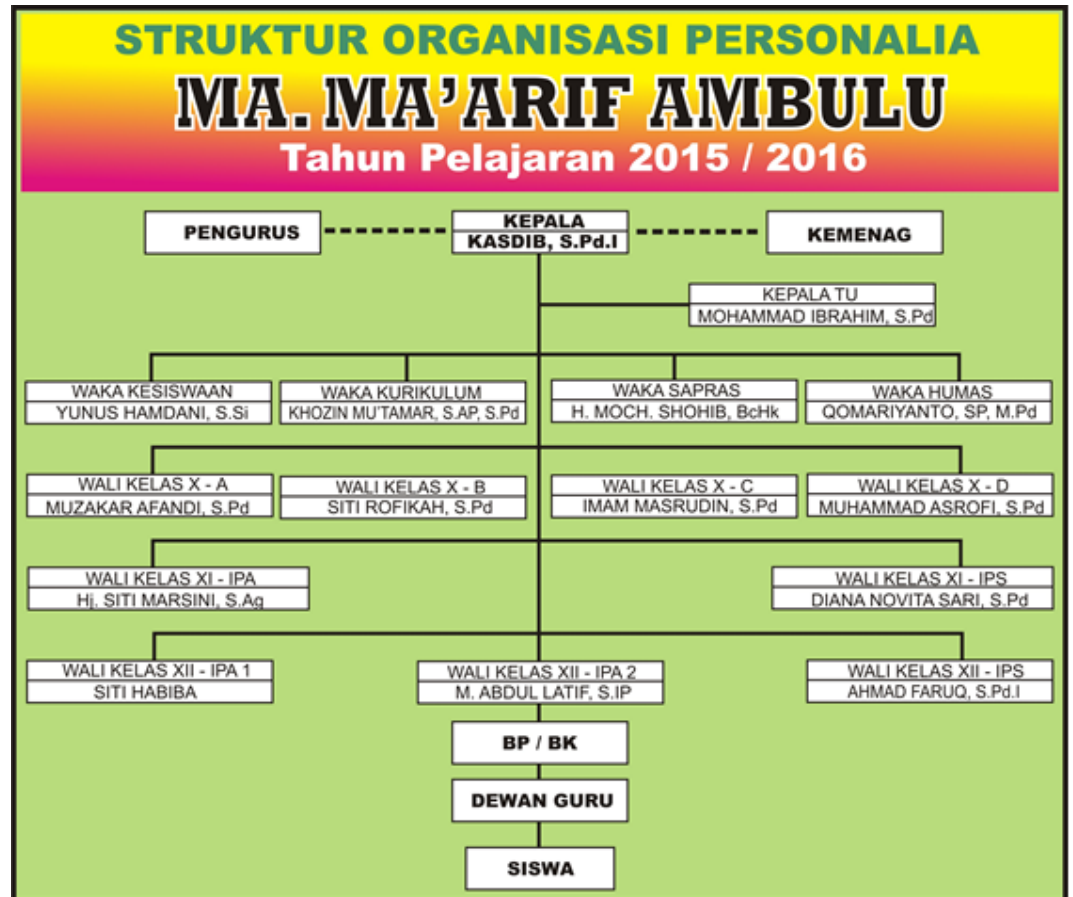 STRUKTUR ORGANISASI PERSONALIA
MA. MA'ARIF AMBULU
Tahun Pelajaran 2015 / 2016
PENGURUS
KEPALA
KASDIB, S.Pd.I
KEMENAG
KEPALA TU
MOHAMMAD IBRAHIM, S.Pd
WAKA KESISWAAN
YUNUS HAMDANI, S.Si
WAKA KURIKULUM
KHOZIN MU'TAMAR, S.AP, S.Pd
WAKA SAPRAS
H. MOCH. SHOHIB, BcHk
WAKA HUMAS
QOMARIYANTO, SP, M.Pd
WALI KELAS X - A
MUZAKAR AFANDI, S.Pd
WALI KELAS X - B
SITI ROFIKAH, S.Pd
WALI KELAS X - C
IMAM MASRUDIN, S.Pd
WALI KELAS X - D
MUHAMMAD ASROFI, S.Pd
WALI KELAS XI - IPA
Hj. SITI MARSINI, S.Ag
WALI KELAS XI - IPS
DIANA NOVITA SARI, S.Pd
WALI KELAS XII - IPA 1
SITI HABIBA
WALI KELAS XII - IPA 2
M. ABDUL LATIF, S.IP
WALI KELAS XII - IPS
AHMAD FARUQ, S.Pd.I
BP / BK
DEWAN GURU
SISWA